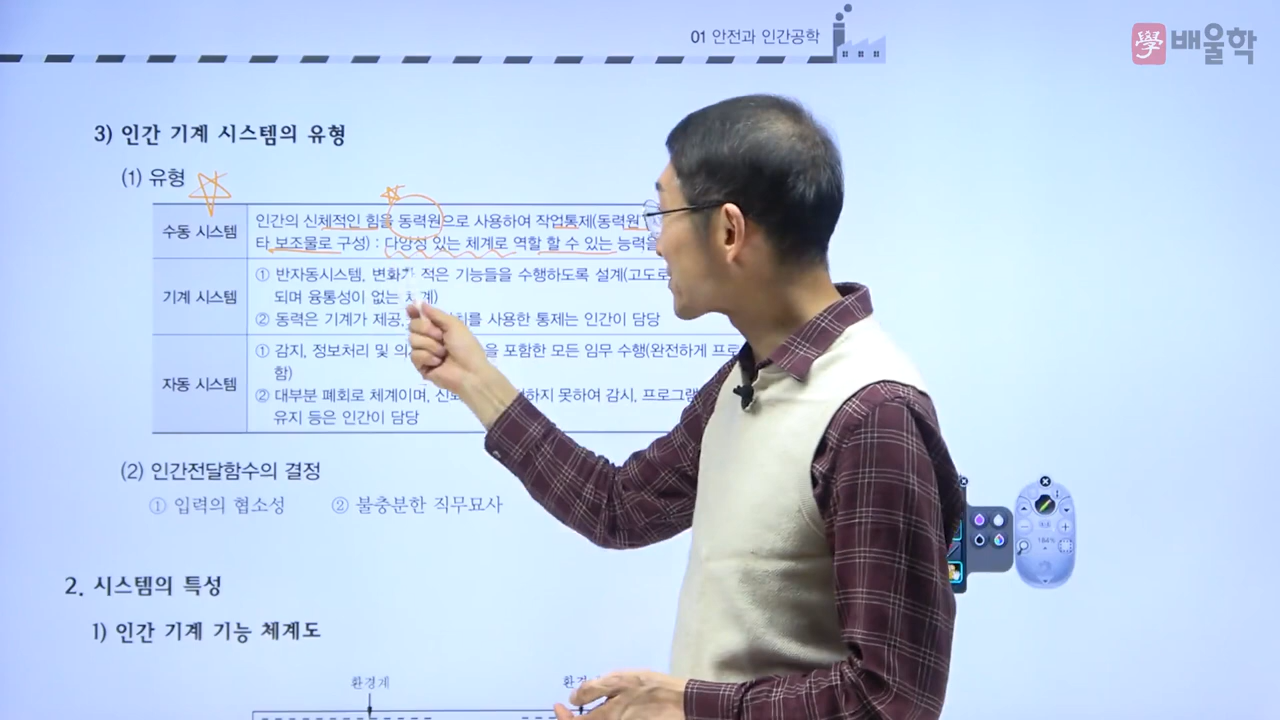 01 안전과 인간공학
學 배울학
3) 인간 기계 시스템의 유형
(1) 유형
수동 시스템
인간의 신체적인 힘을 동력원으로 사용하여 작업통제(동력원
타 보조물로 구성) : 다양성 있는 체계로 역할 할 수 있는 능력을
기계 시스템
① 반자동시스템, 변화가 적은 기능들을 수행하도록 설계(고도로
되며 융통성이 없는 체계)
② 동력은 기계가 제공, 를 사용한 통제는 인간이 담당
자동 시스템
① 감지, 정보처리 및 을 포함한 모든 임무 수행(완전하게
함)
② 대부분 폐회로 체계이며, 하지 못하여 감시,
유지 등은 인간이 담당
(2) 인간전달함수의 결정
① 입력의 협소성 ② 불충분한 직무묘사
2. 시스템의 특성
1) 인간 기계 기능 체계도
환경계